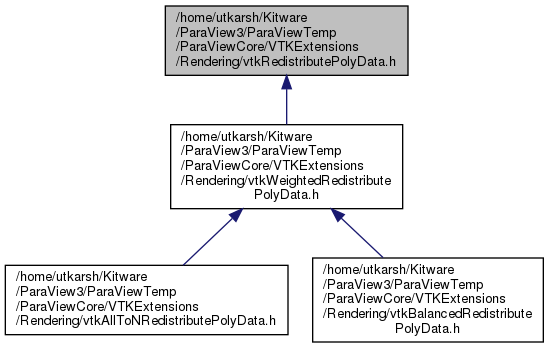 /home/utkarsh/Kitware
/ParaView3/ParaViewTemp
/ParaViewCore/VTKExtensions
/Rendering/vtkRedistributePolyData.h
/home/utkarsh/Kitware
/ParaView3/ParaViewTemp
/ParaViewCore/VTKExtensions
/Rendering/vtkWeightedRedistribute
PolyData.h
/home/utkarsh/Kitware
/ParaView3/ParaViewTemp
/ParaViewCore/VTKExtensions
/Rendering/vtkAllToNRedistributePolyData.h
/home/utkarsh/Kitware
/ParaView3/ParaViewTemp
/ParaViewCore/VTKExtensions
/Rendering/vtkBalancedRedistribute
PolyData.h